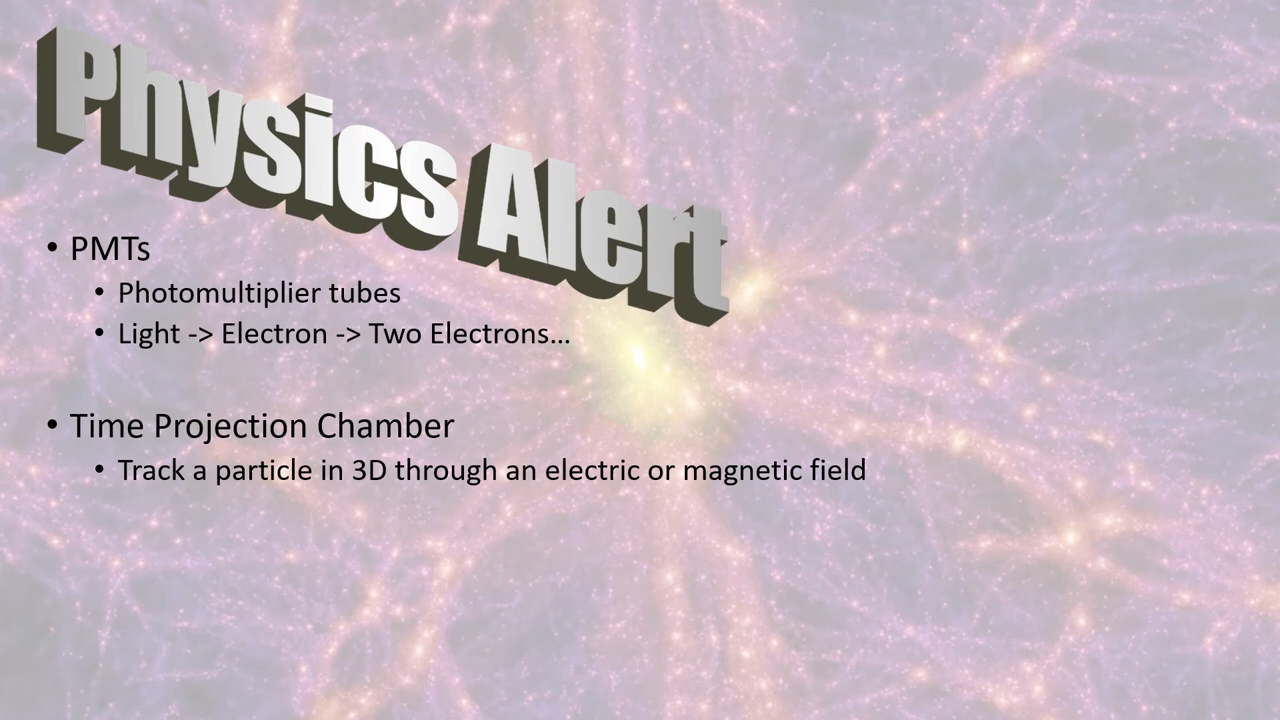 Physics Alert
• PMTs
• Photomultiplier tubes
• Light -> Electron -> Two Electrons…
• Time Projection Chamber
• Track a particle in 3D through an electric or magnetic field